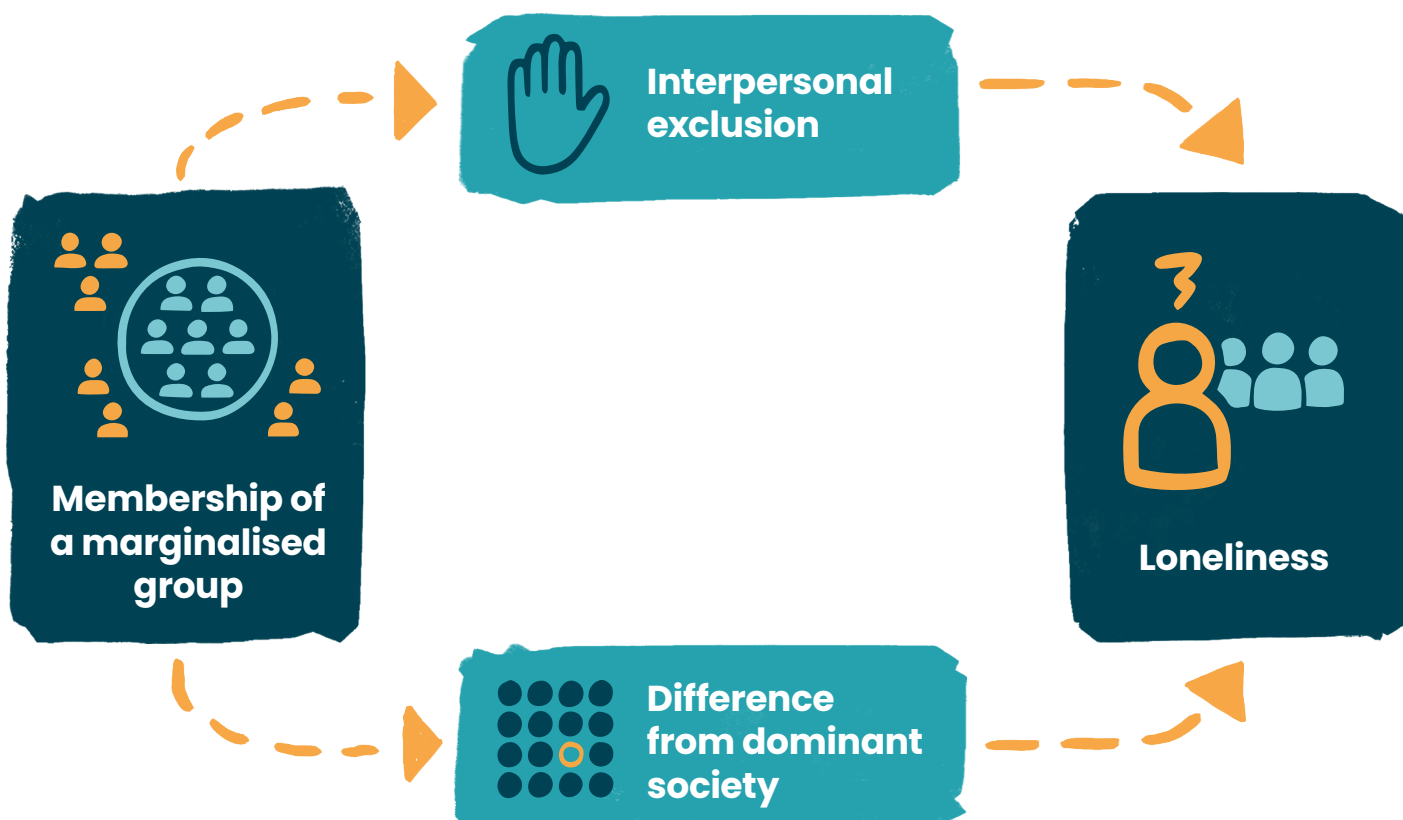 Interpersonal
exclusion
Membership of
a marginalised
group
Loneliness
Difference
from dominant
society